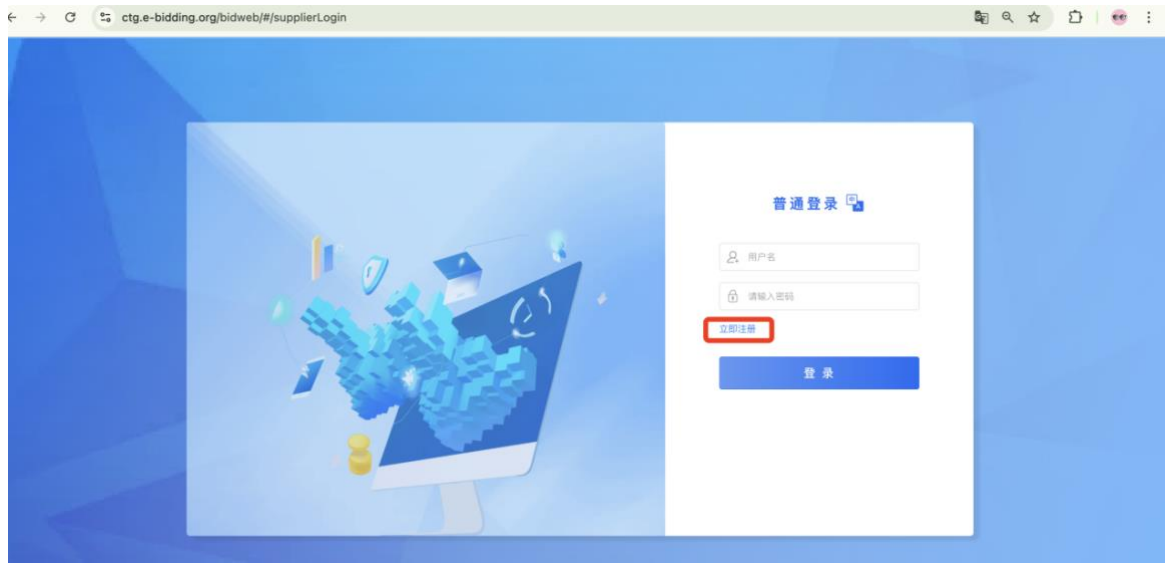 ctg.e-bidding.org/bidweb/#/supplierLogin
普通登录
用户名
请输入密码
立即注册
登 录